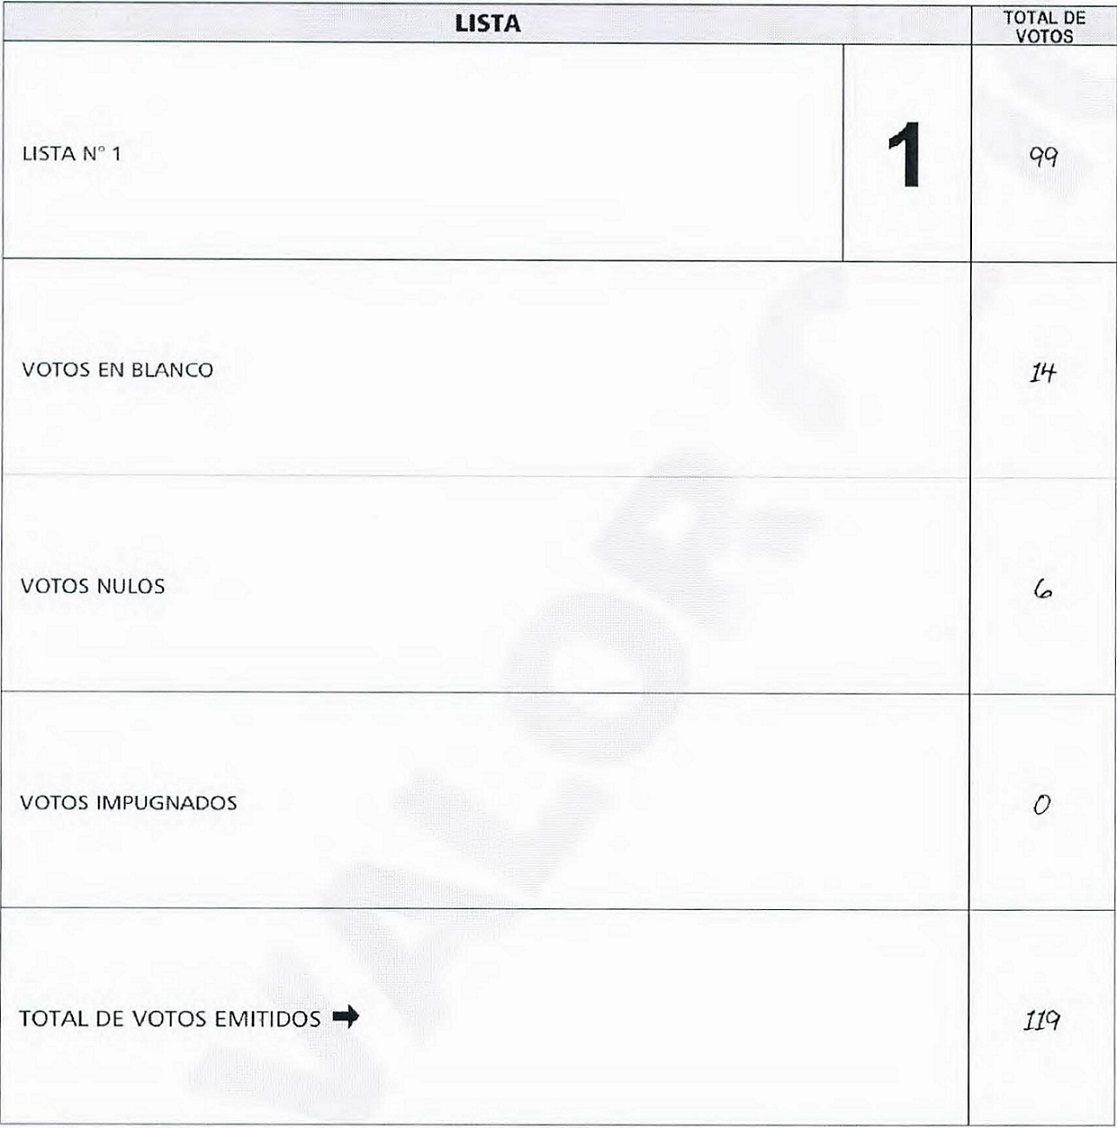 LISTA
TOTAL DE
VOTOS
LISTA N° 1
1
99
VOTOS EN BLANCO
14
VOTOS NULOS
6
VOTOS IMPUGNADOS
0
TOTAL DE VOTOS EMITIDOS ➡
119
VALOR